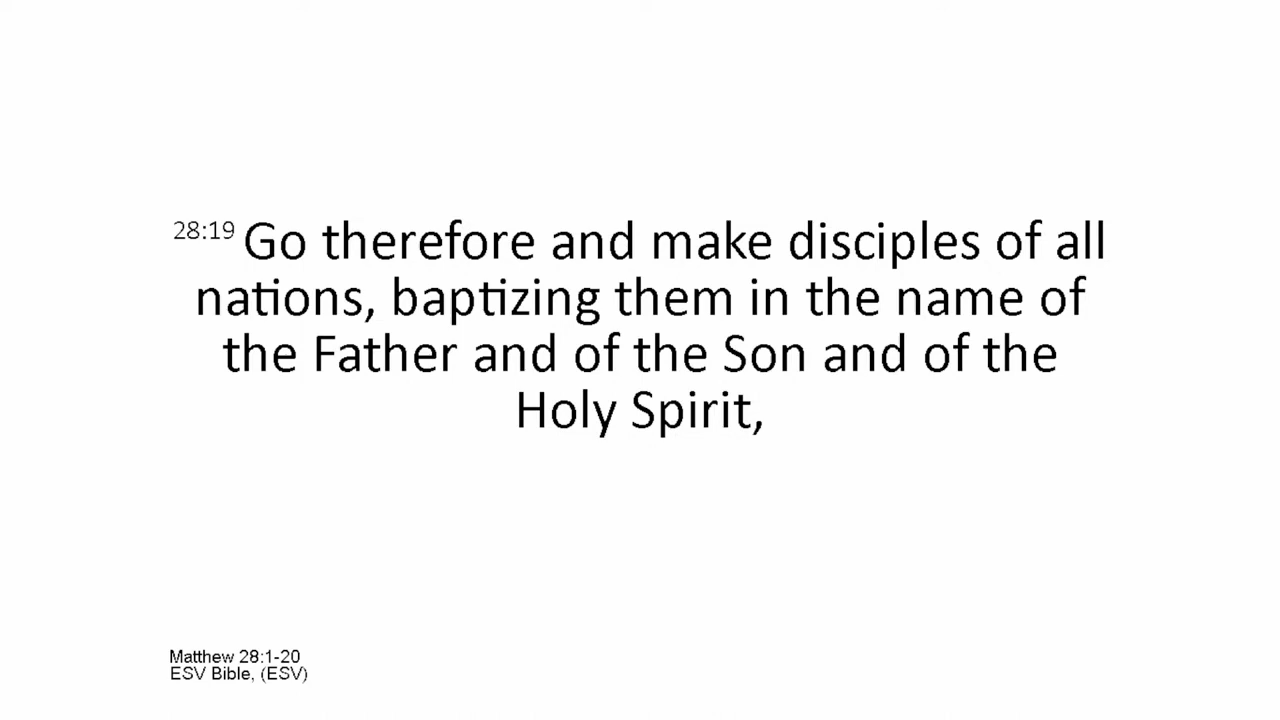 28:19 Go therefore and make disciples of all
nations, baptizing them in the name of
the Father and of the Son and of the
Holy Spirit,
Matthew 28:1-20
ESV Bible, (ESV)